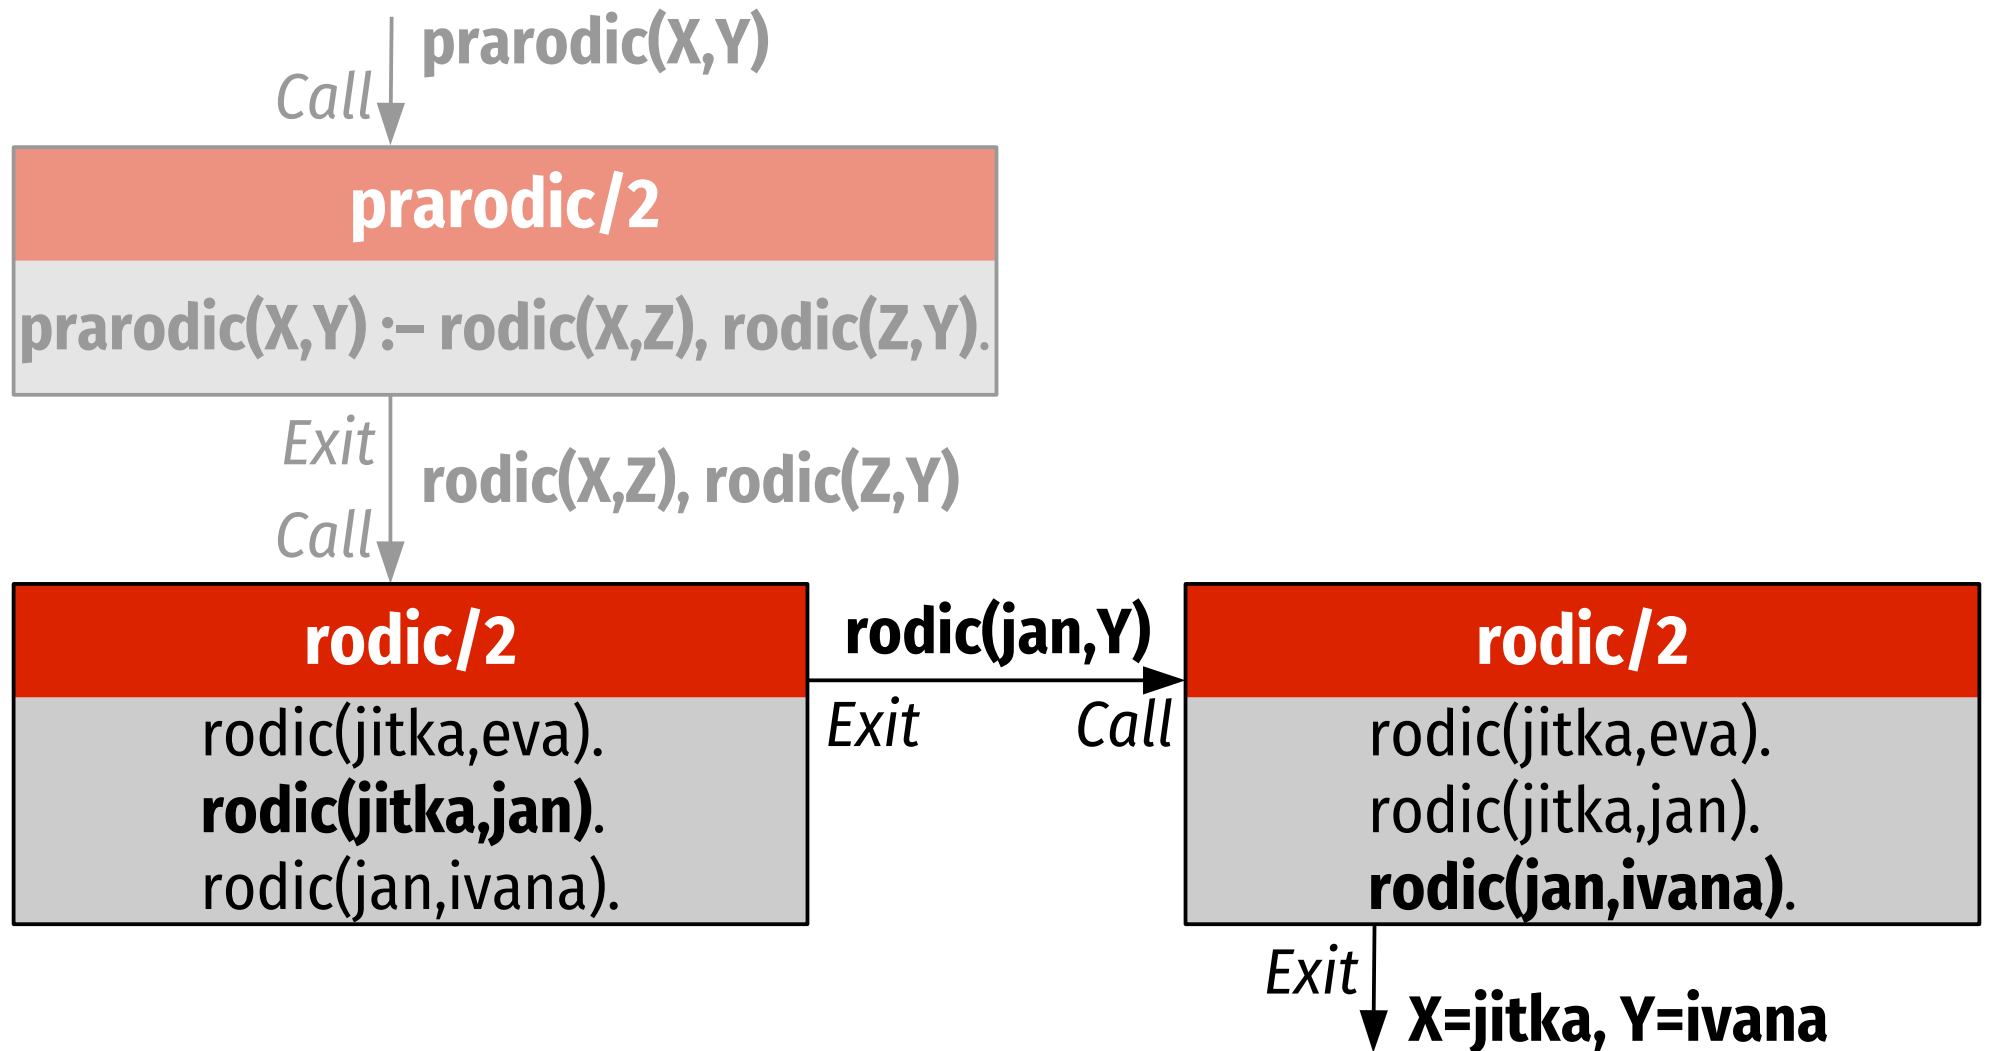 prarodic(X,Y)
Call
prarodic/2
prarodic(X,Y) :– rodic(X,Z), rodic(Z,Y).
Exit
rodic(X,Z), rodic(Z,Y)
Call
rodic/2
rodic(jitka,eva).
rodic(jitka,jan).
rodic(jan,ivana).
rodic(jan,Y)
Exit
Call
rodic/2
rodic(jitka,eva).
rodic(jitka,jan).
rodic(jan,ivana).
Exit
X=jitka, Y=ivana